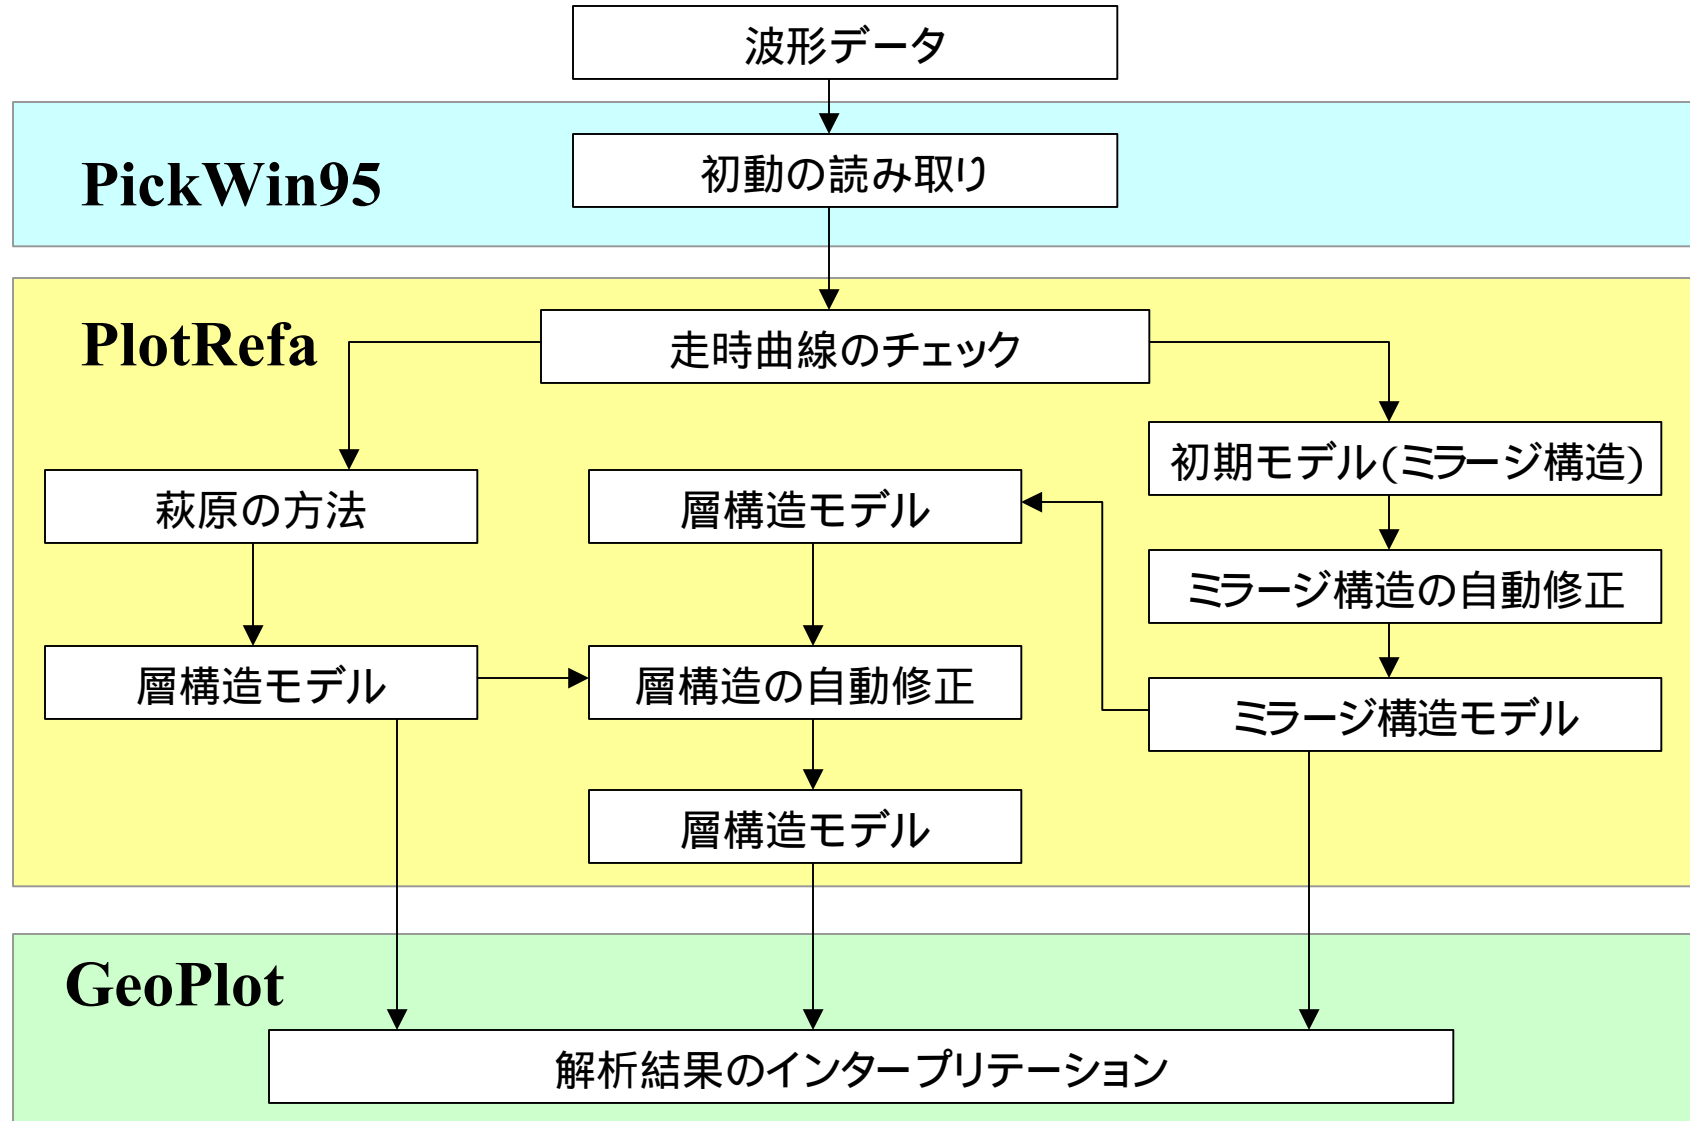 波形データ
PickWin95
初動の読み取り
PlotRefa
走時曲線のチェック
初期モデル(ミラージ構造)
萩原の方法
層構造モデル
ミラージ構造の自動修正
層構造モデル
層構造の自動修正
ミラージ構造モデル
層構造モデル
GeoPlot
解析結果のインタープリテーション